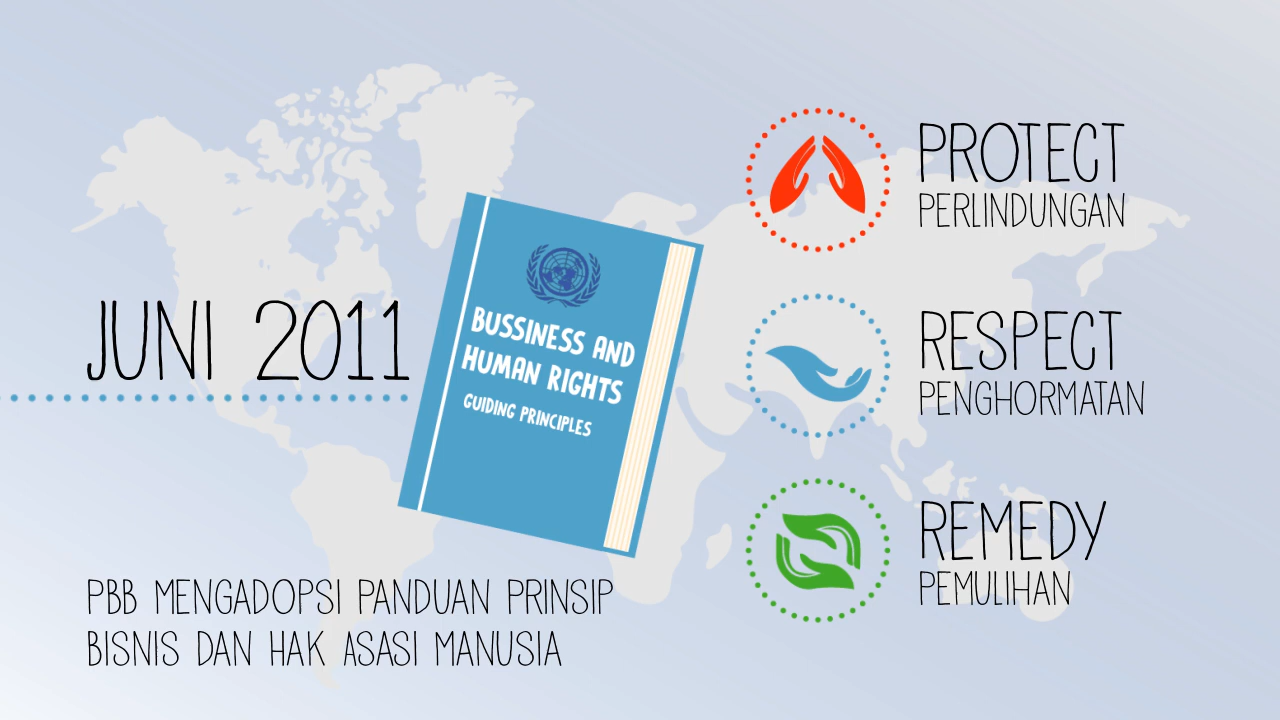 JUNI 2011
BUSSINESS AND
HUMAN RIGHTS
GUIDING PRINCIPLES
PBB MENGADOPSI PANDUAN PRINSIP
BISNIS DAN HAK ASASI MANUSIA
PROTECT
PERLINDUNGAN
RESPECT
PENGHORMATAN
REMEDY
PEMULIHAN